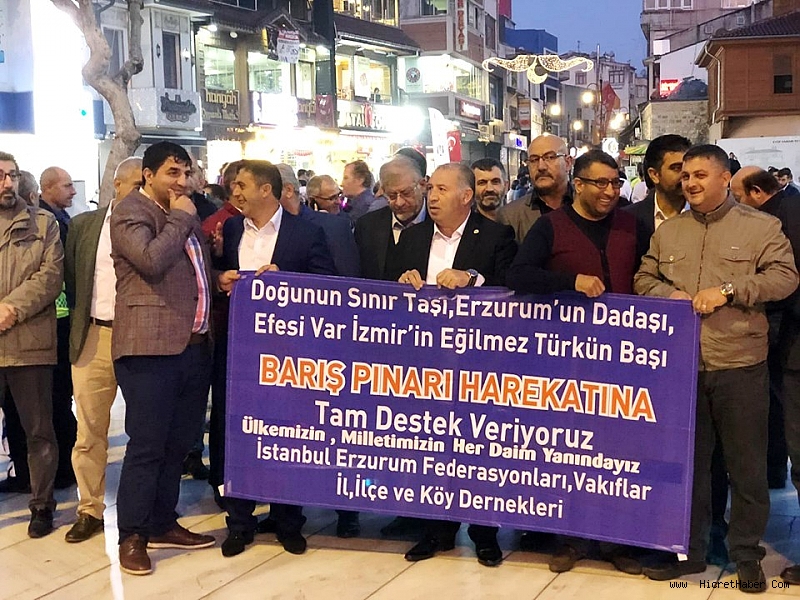 Doğunun Sınır Taşı,Erzurum'un Dadaşı,
Efesi Var İzmir'in Eğilmez Türkün Başı
BARIŞ PINARI HAREKATINA
Tam Destek Veriyoruz
Ülkemizin , Milletimizin Her Daim Yanındayız
İstanbul Erzurum Federasyonları,Vakıflar
İl,İlçe ve Köy Dernekleri
www HicretHaber Com